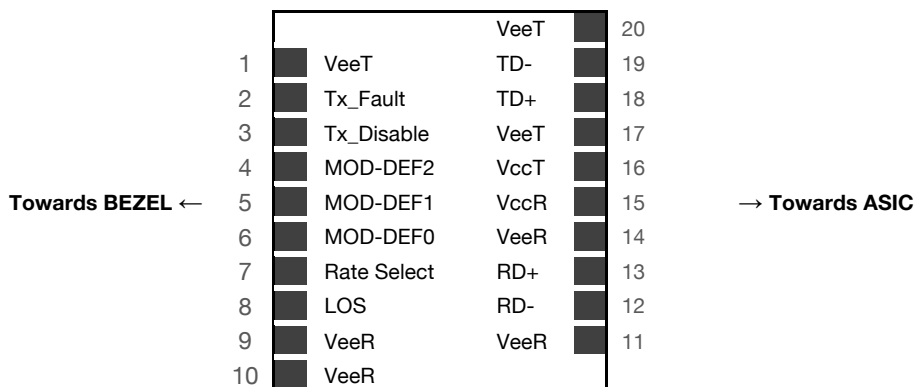 VeeT 20
1 VeeT TD- 19
2 Tx_Fault TD+ 18
3 Tx_Disable VeeT 17
4 MOD-DEF2 VccT 16
Towards BEZEL ← 5 MOD-DEF1 VccR 15 → Towards ASIC
6 MOD-DEF0 VeeR 14
7 Rate Select RD+ 13
8 LOS RD- 12
9 VeeR VeeR 11
10 VeeR